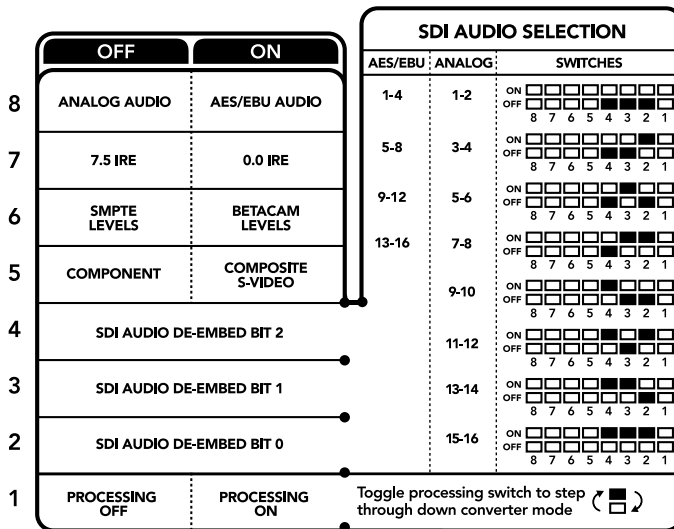 OFF ON
8 ANALOG AUDIO AES/EBU AUDIO
7 7.5 IRE 0.0 IRE
6 SMPTE LEVELS BETACAM LEVELS
5 COMPONENT COMPOSITE S-VIDEO
4 SDI AUDIO DE-EMBED BIT 2
3 SDI AUDIO DE-EMBED BIT 1
2 SDI AUDIO DE-EMBED BIT 0
1 PROCESSING OFF PROCESSING ON
SDI AUDIO SELECTION
AES/EBU ANALOG SWITCHES
1-4 1-2 ON
OFF
8 7 6 5 4 3 2 1
5-8 3-4 ON
OFF
8 7 6 5 4 3 2 1
9-12 5-6 ON
OFF
8 7 6 5 4 3 2 1
13-16 7-8 ON
OFF
8 7 6 5 4 3 2 1
9-10 ON
OFF
8 7 6 5 4 3 2 1
11-12 ON
OFF
8 7 6 5 4 3 2 1
13-14 ON
OFF
8 7 6 5 4 3 2 1
15-16 ON
OFF
8 7 6 5 4 3 2 1
Toggle processing switch to step
through down converter mode